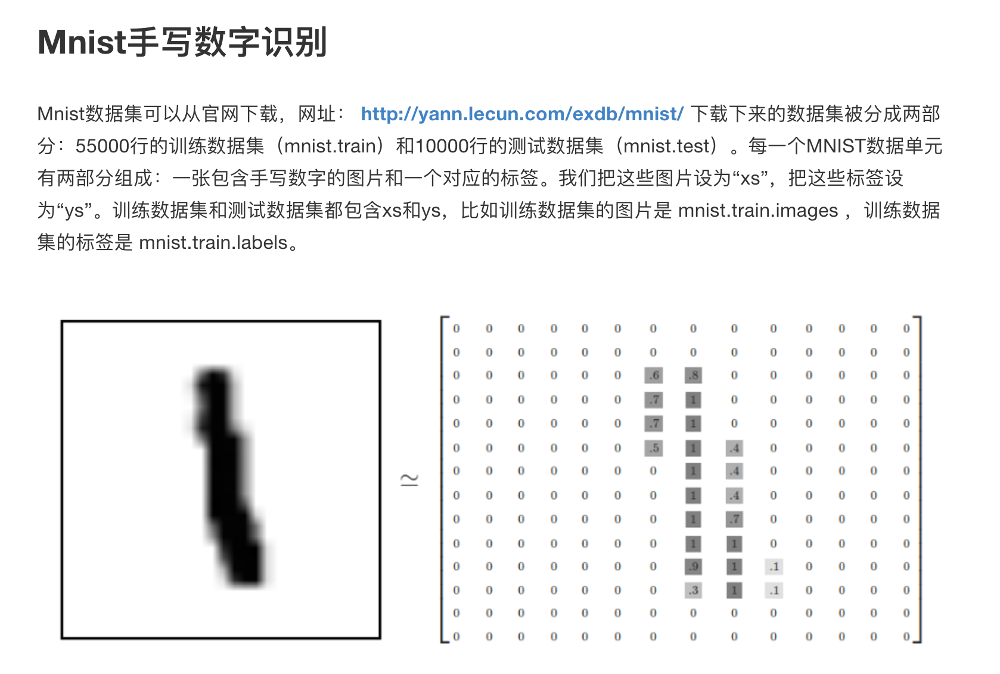 Mnist手写数字识别
Mnist数据集可以从官网下载，网址： http://yann.lecun.com/exdb/mnist/ 下载下来的数据集被分成两部
分：55000行的训练数据集（mnist.train）和10000行的测试数据集（mnist.test）。每一个MNIST数据单元
有两部分组成：一张包含手写数字的图片和一个对应的标签。我们把这些图片设为“xs”，把这些标签设
为“ys”。训练数据集和测试数据集都包含xs和ys，比如训练数据集的图片是 mnist.train.images ，训练数据
集的标签是 mnist.train.labels。
0 0 0 0 0 0 0 0 0 0 0 0 0 0
0 0 0 0 0 0 0 0 0 0 0 0 0 0
0 0 0 0 0 0 .6 .8 0 0 0 0 0 0
0 0 0 0 0 0 .7 1 0 0 0 0 0 0
0 0 0 0 0 0 .7 1 0 0 0 0 0 0
0 0 0 0 0 0 .5 1 .4 0 0 0 0 0
≅ 0 0 0 0 0 0 0 1 .4 0 0 0 0 0
0 0 0 0 0 0 0 1 .4 0 0 0 0 0
0 0 0 0 0 0 0 1 .7 0 0 0 0 0
0 0 0 0 0 0 0 1 1 0 0 0 0 0
0 0 0 0 0 0 0 .9 1 .1 0 0 0 0
0 0 0 0 0 0 0 .3 1 .1 0 0 0 0
0 0 0 0 0 0 0 0 0 0 0 0 0 0
0 0 0 0 0 0 0 0 0 0 0 0 0 0